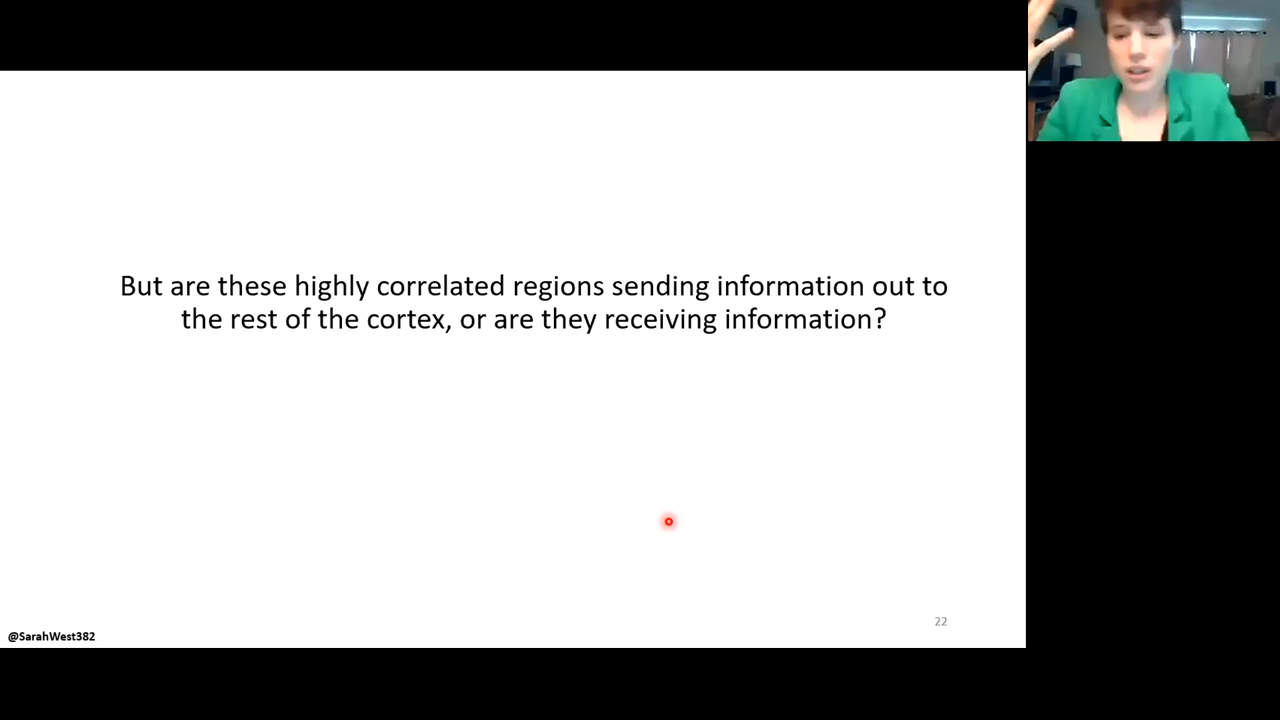 But are these highly correlated regions sending information out to
the rest of the cortex, or are they receiving information?
22
@SarahWest382